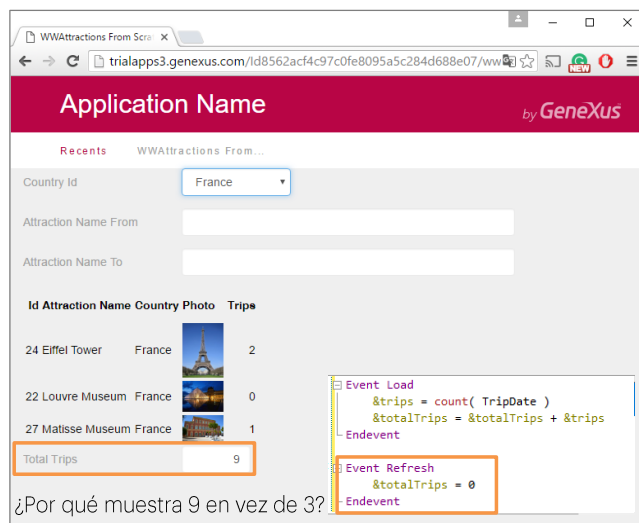 WWAttractions From Scra
trialapps3.genexus.com/Id8562acf4c97c0fe8095a5c284d688e07/ww
NEW
Application Name
by GeneXus
Recents WWAttractions From...
Country Id France
Attraction Name From
Attraction Name To
Id Attraction Name Country Photo Trips
24 Eiffel Tower France 2
22 Louvre Museum France 0
27 Matisse Museum France 1
Total Trips 9
Event Load
&trips = count( TripDate )
&totalTrips = &totalTrips + &trips
Endevent
Event Refresh
&totalTrips = 0
Endevent
¿Por qué muestra 9 en vez de 3?